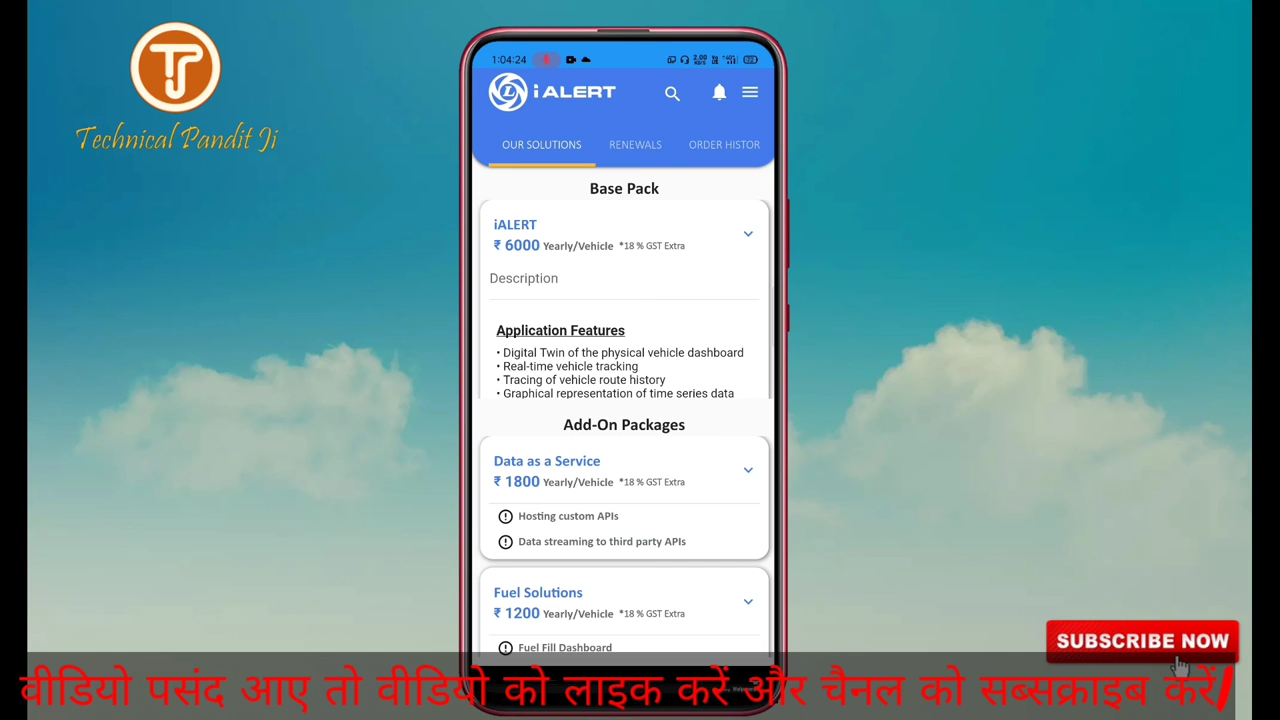 Technical Pandit Ji
1:04:24
i ALERT
OUR SOLUTIONS RENEWALS ORDER HISTOR
Base Pack
iALERT
₹ 6000 Yearly/Vehicle *18 % GST Extra
Description
Application Features
• Digital Twin of the physical vehicle dashboard
• Real-time vehicle tracking
• Tracing of vehicle route history
• Graphical representation of time series data
Add-On Packages
Data as a Service
₹ 1800 Yearly/Vehicle *18 % GST Extra
Hosting custom APIs
Data streaming to third party APIs
Fuel Solutions
₹ 1200 Yearly/Vehicle *18 % GST Extra
Fuel Fill Dashboard
SUBSCRIBE NOW
वीडियो पसंद आए तो वीडियो को लाइक करें और चैनल को सब्सक्राइब करें/